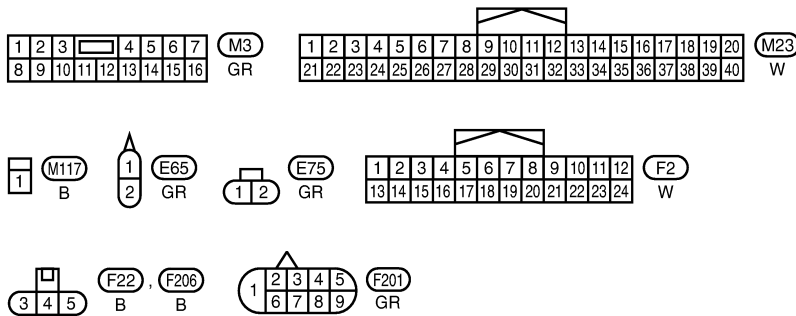 1 2 3 4 5 6 7 M3
8 9 10 11 12 13 14 15 16 GR
1 2 3 4 5 6 7 8 9 10 11 12 13 14 15 16 17 18 19 20 M23
21 22 23 24 25 26 27 28 29 30 31 32 33 34 35 36 37 38 39 40 W
1 M117
B
1 E65
2 GR
1 2 E75
GR
1 2 3 4 5 6 7 8 9 10 11 12 F2
13 14 15 16 17 18 19 20 21 22 23 24 W
3 4 5 F22 , F206
B B
1 2 3 4 5 F201
6 7 8 9 GR